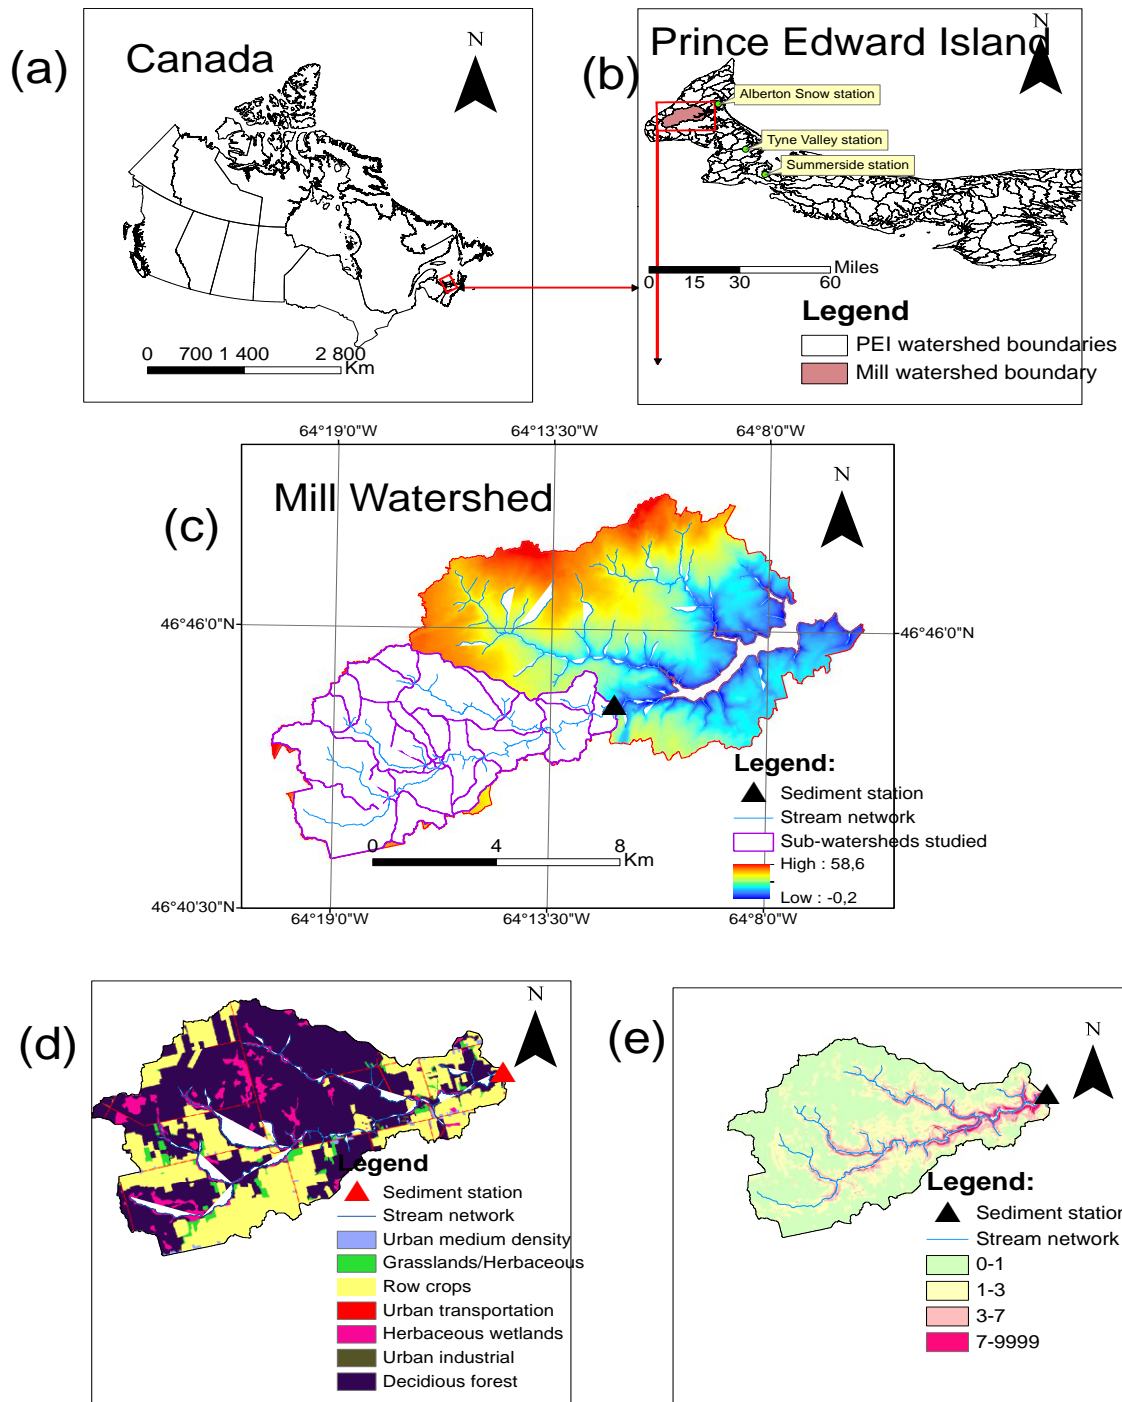 (a)
Canada
N
0 700 1 400 2 800
Km
(b)
Prince Edward Island
N
Alberton Snow station
Tyne Valley station
Summerside station
Miles
0 15 30 60
Legend
PEI watershed boundaries
Mill watershed boundary
64°19'0"W 64°13'30"W 64°8'0"W
(c)
Mill Watershed
N
46°46'0"N 46°46'0"N
Legend:
Sediment station
Stream network
Sub-watersheds studied
High : 58,6
Low : -0,2
0 4 8
Km
46°40'30"N
64°19'0"W 64°13'30"W 64°8'0"W
(d)
N
Legend
Sediment station
Stream network
Urban medium density
Grasslands/Herbaceous
Row crops
Urban transportation
Herbaceous wetlands
Urban industrial
Decidious forest
(e)
N
Legend:
Sediment station
Stream network
0-1
1-3
3-7
7-9999